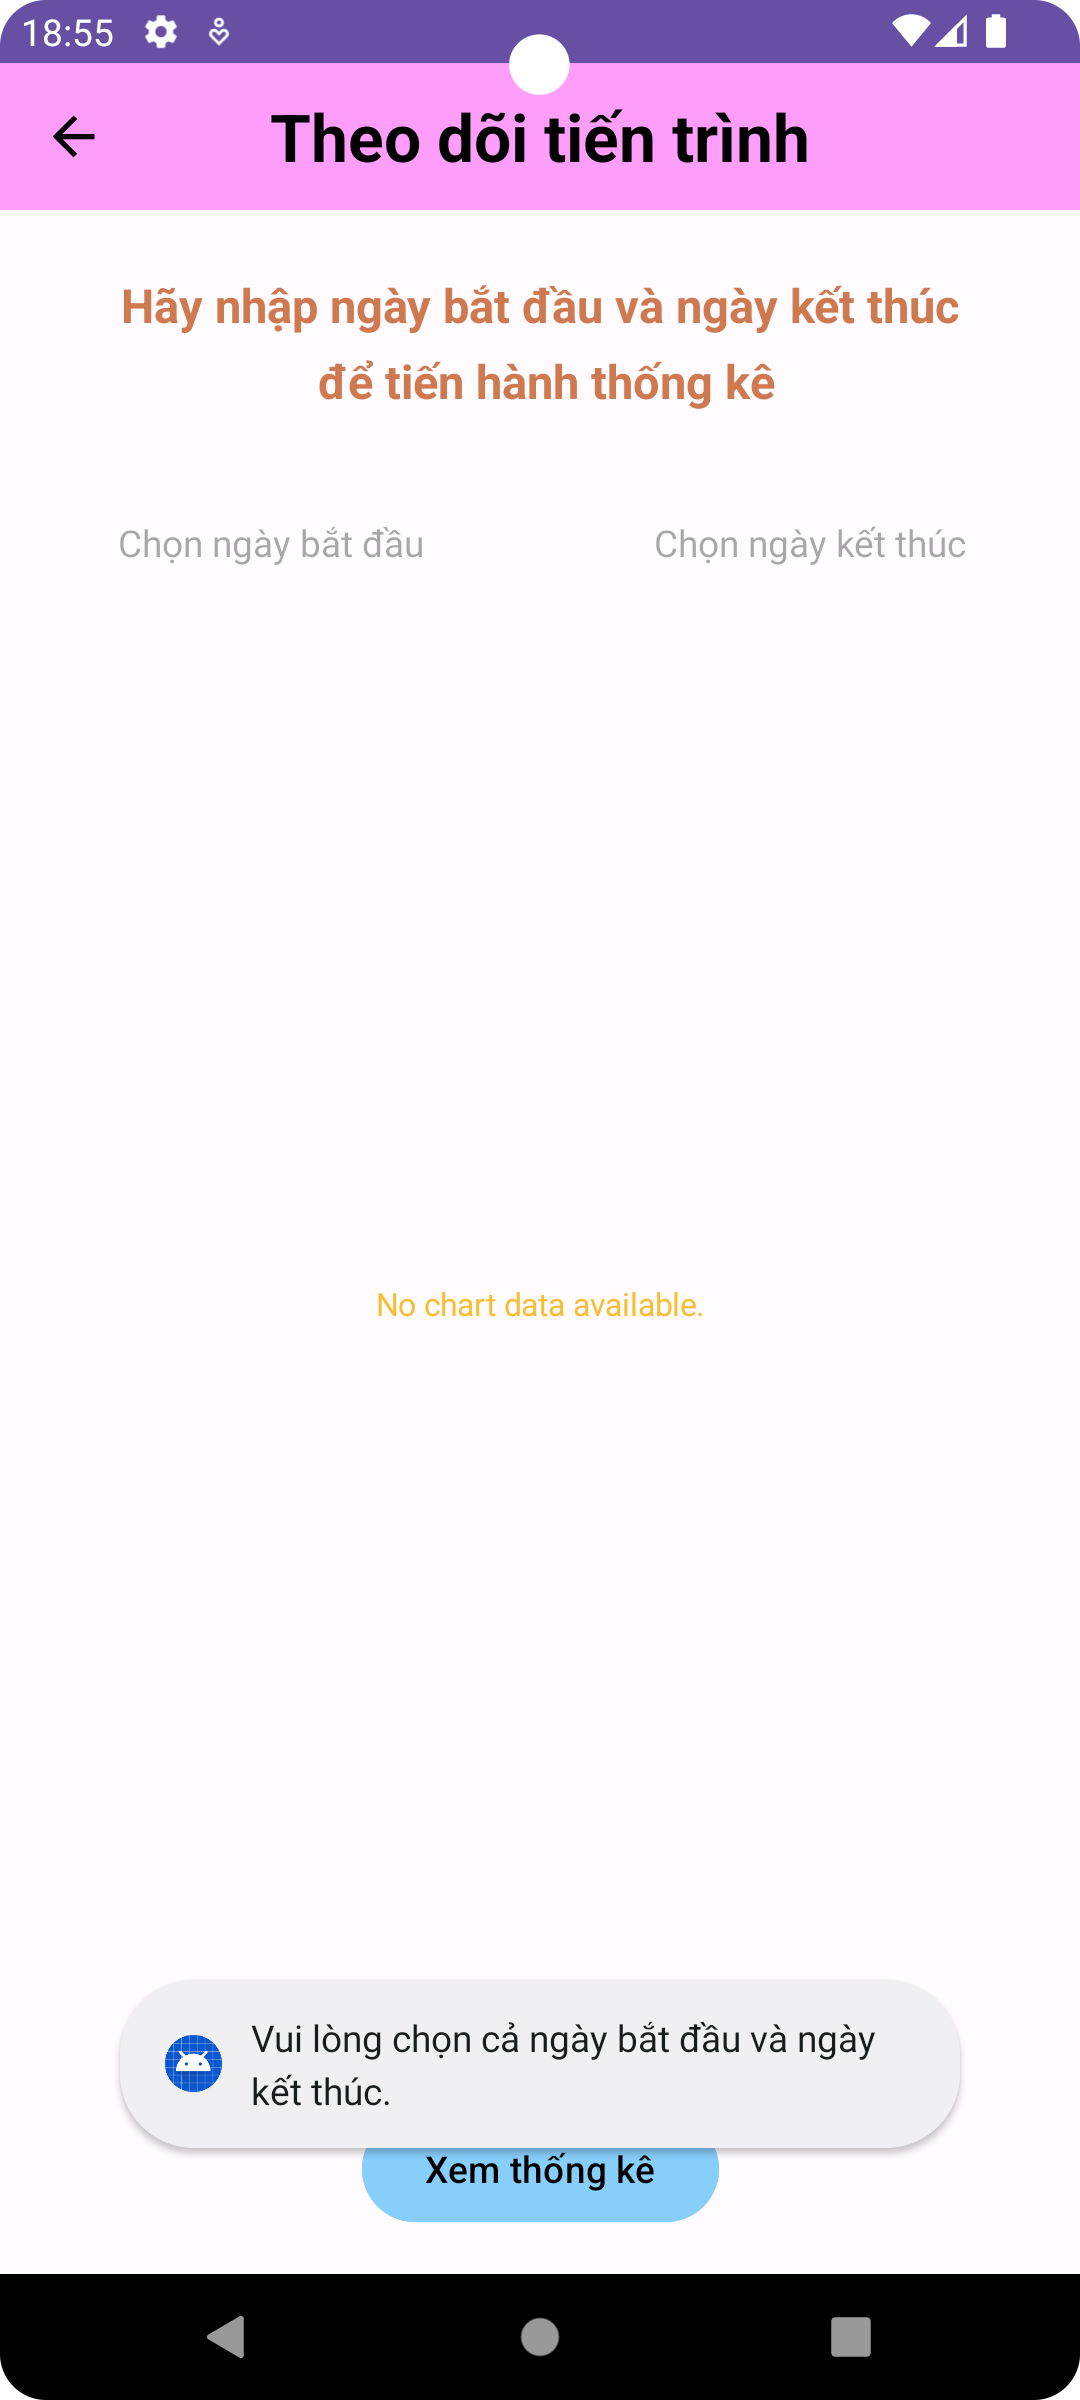 18:55
Theo dõi tiến trình
Hãy nhập ngày bắt đầu và ngày kết thúc
để tiến hành thống kê
Chọn ngày bắt đầu
Chọn ngày kết thúc
No chart data available.
Vui lòng chọn cả ngày bắt đầu và ngày
kết thúc.
Xem thống kê